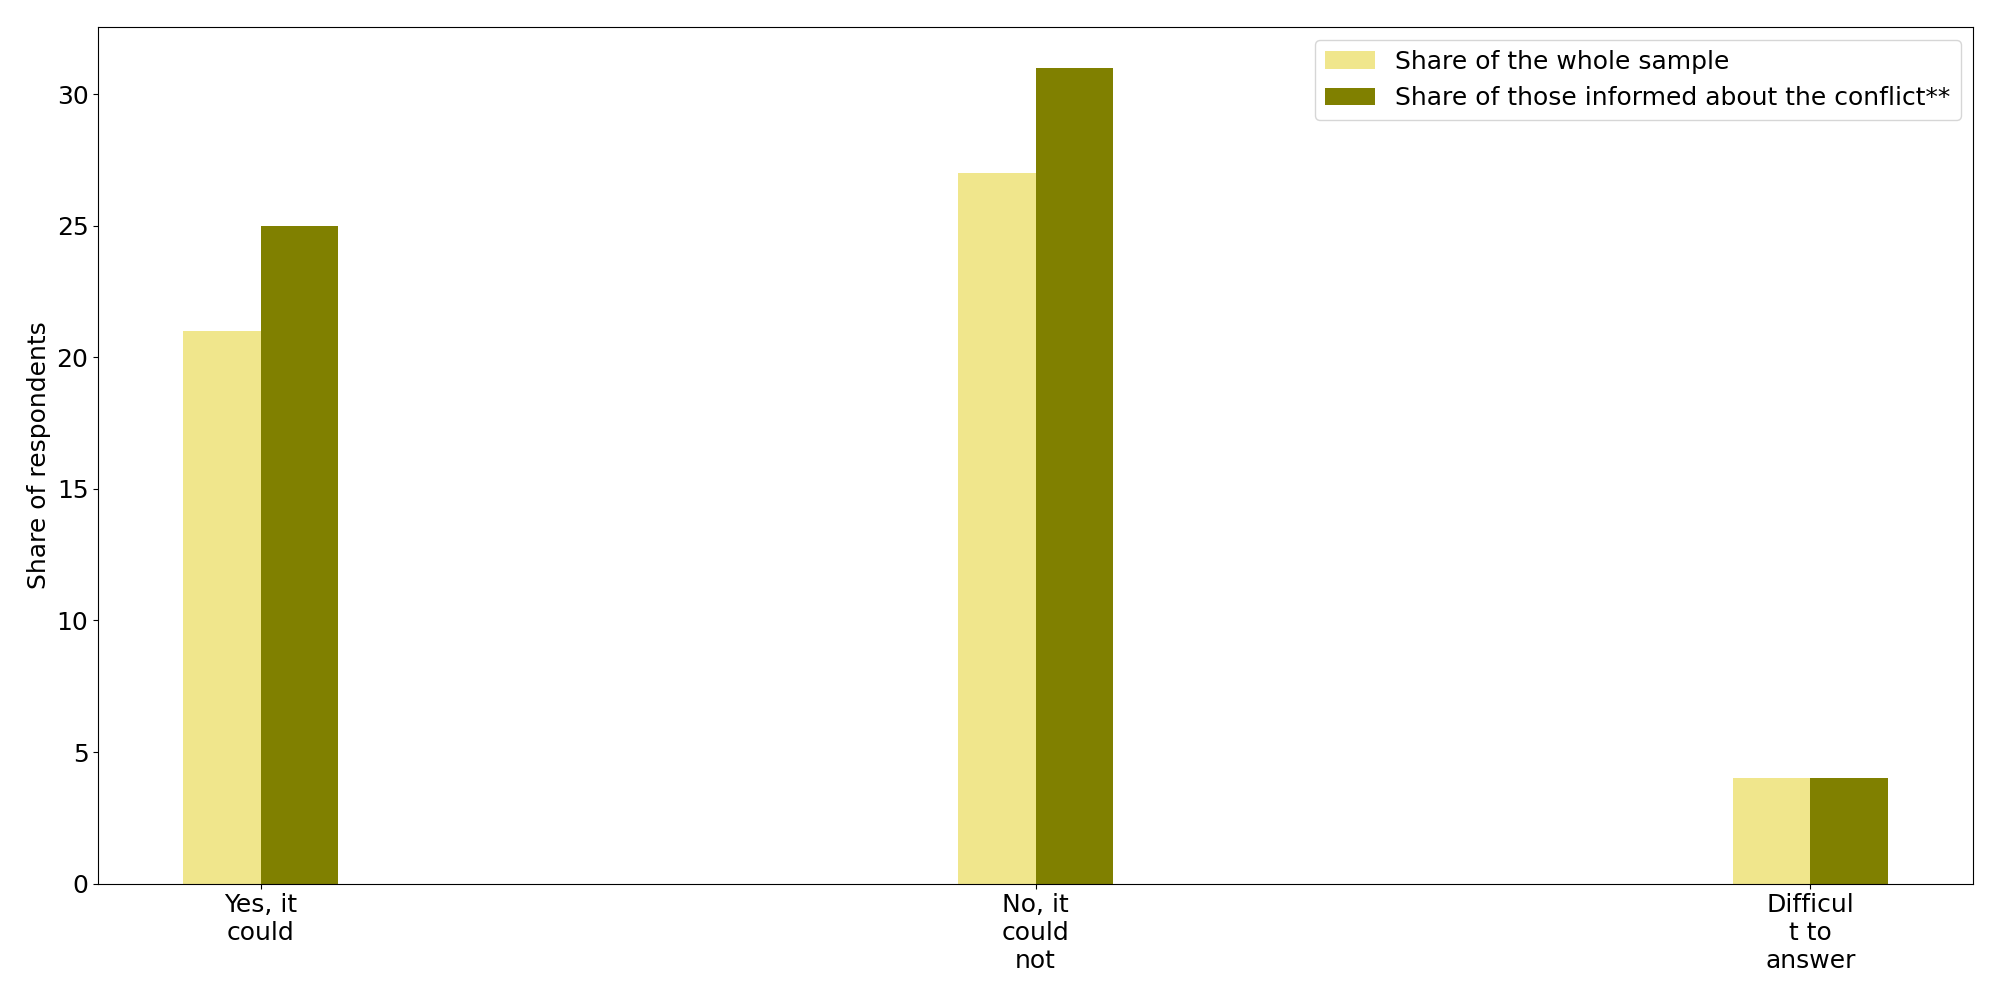 Share of the whole sample
Share of those informed about the conflict**
Share of respondents
30
25
20
15
10
5
0
Yes, it
could
No, it
could
not
Difficul
t to
answer